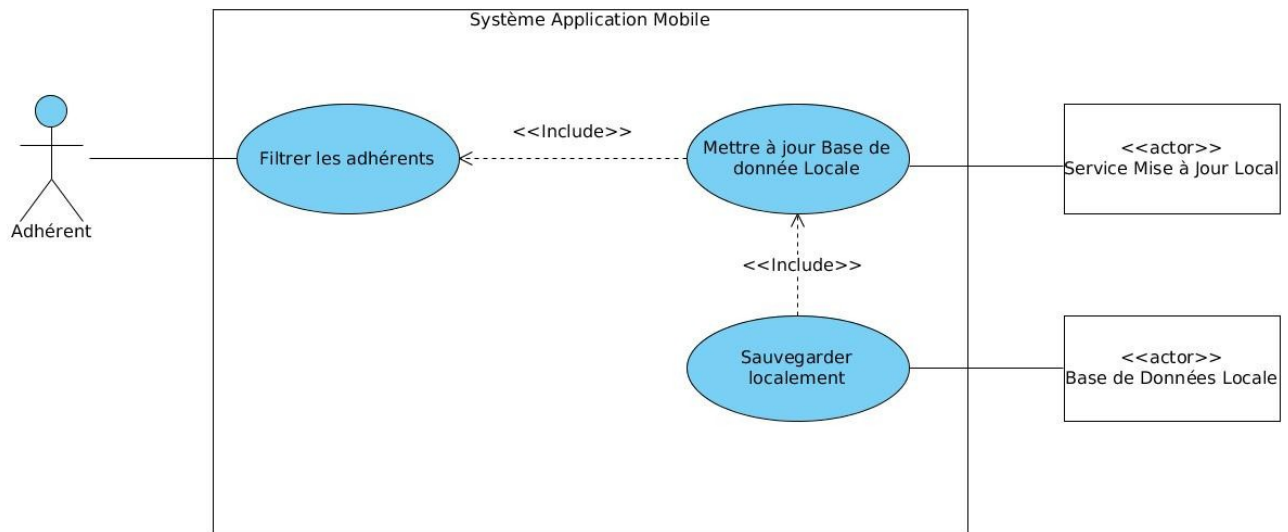 Système Application Mobile
Filtrer les adhérents
<<Include>>
Mettre à jour Base de
donnée Locale
<<actor>>
Service Mise à Jour Local
Adhérent
<<Include>>
Sauvegarder
localement
<<actor>>
Base de Données Locale